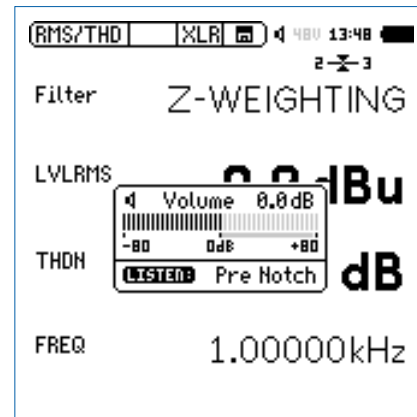 RMS/THD XLR 48V 13:48
2 3
Filter Z-WEIGHTING
LVLRMS dBu
Volume 0.0dB
-80 0dB +80
THDN dB
LISTEN: Pre Notch
FREQ 1.00000kHz